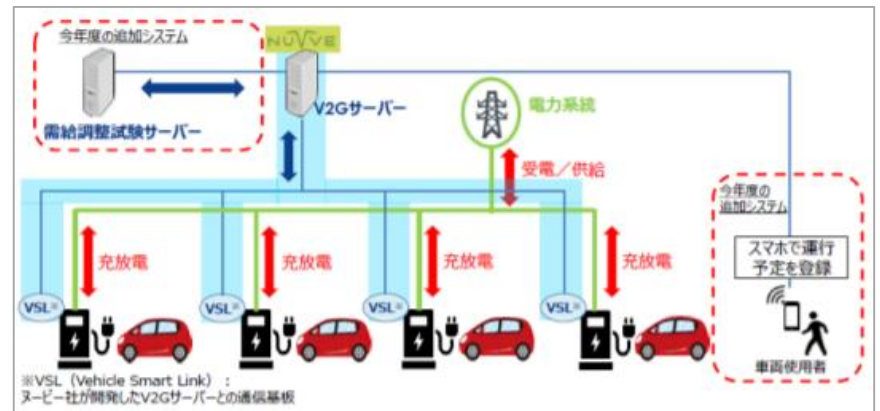 今年度の追加システム
NUVVE
需給調整試験サーバー
V2Gサーバー
電力系統
受電／供給
今年度の
追加システム
スマホで運行
予定を登録
車両使用者
充放電
充放電
充放電
充放電
VSL※
VSL※
VSL※
VSL※
※VSL（Vehicle Smart Link）：
ヌービー社が開発したV2Gサーバーとの通信基板